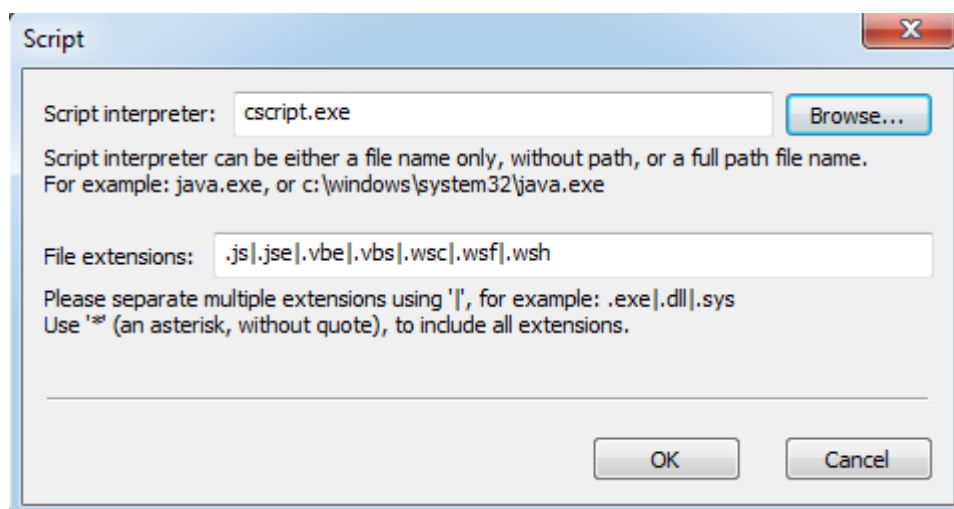 Script
Script interpreter: cscript.exe Browse...
Script interpreter can be either a file name only, without path, or a full path file name.
For example: java.exe, or c:\windows\system32\java.exe
File extensions: .js|.jse|.vbe|.vbs|.wsc|.wsf|.wsh
Please separate multiple extensions using '|', for example: .exe|.dll|.sys
Use '*' (an asterisk, without quote), to include all extensions.
OK Cancel